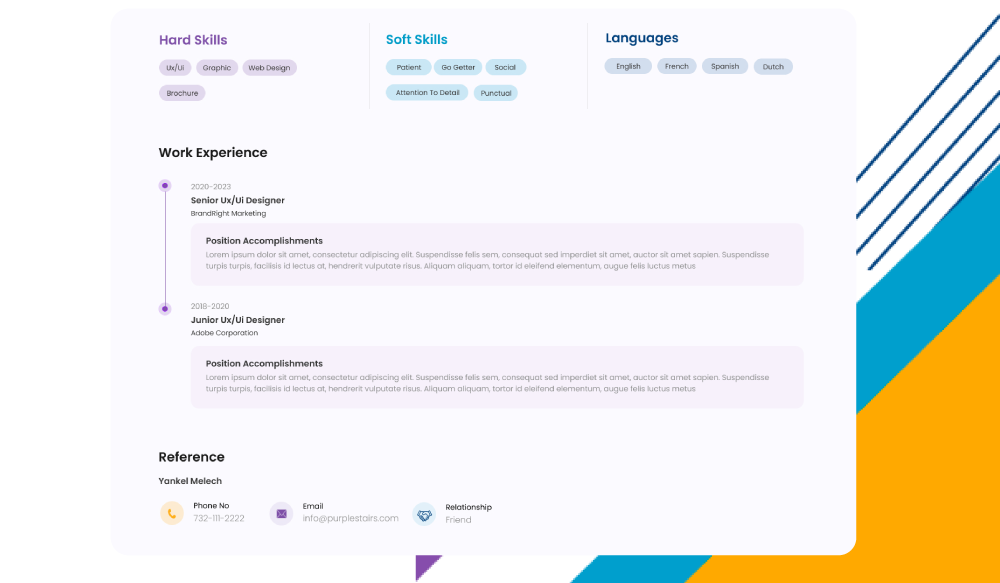 Hard Skills
Ux/Ui Graphic Web Design
Brochure
Soft Skills
Patient Go Getter Social
Attention To Detail Punctual
Languages
English French Spanish Dutch
Work Experience
2020-2023
Senior Ux/Ui Designer
BrandRight Marketing
Position Accomplishments
Lorem ipsum dolor sit amet, consectetur adipiscing elit. Suspendisse felis sem, consequat sed imperdiet sit amet, auctor sit amet sapien. Suspendisse
turpis turpis, facilisis id lectus at, hendrerit vulputate risus. Aliquam aliquam, tortor id eleifend elementum, augue felis luctus metus
2018-2020
Junior Ux/Ui Designer
Adobe Corporation
Position Accomplishments
Lorem ipsum dolor sit amet, consectetur adipiscing elit. Suspendisse felis sem, consequat sed imperdiet sit amet, auctor sit amet sapien. Suspendisse
turpis turpis, facilisis id lectus at, hendrerit vulputate risus. Aliquam aliquam, tortor id eleifend elementum, augue felis luctus metus
Reference
Yankel Melech
Phone No
732-111-2222
Email
info@purplestairs.com
Relationship
Friend